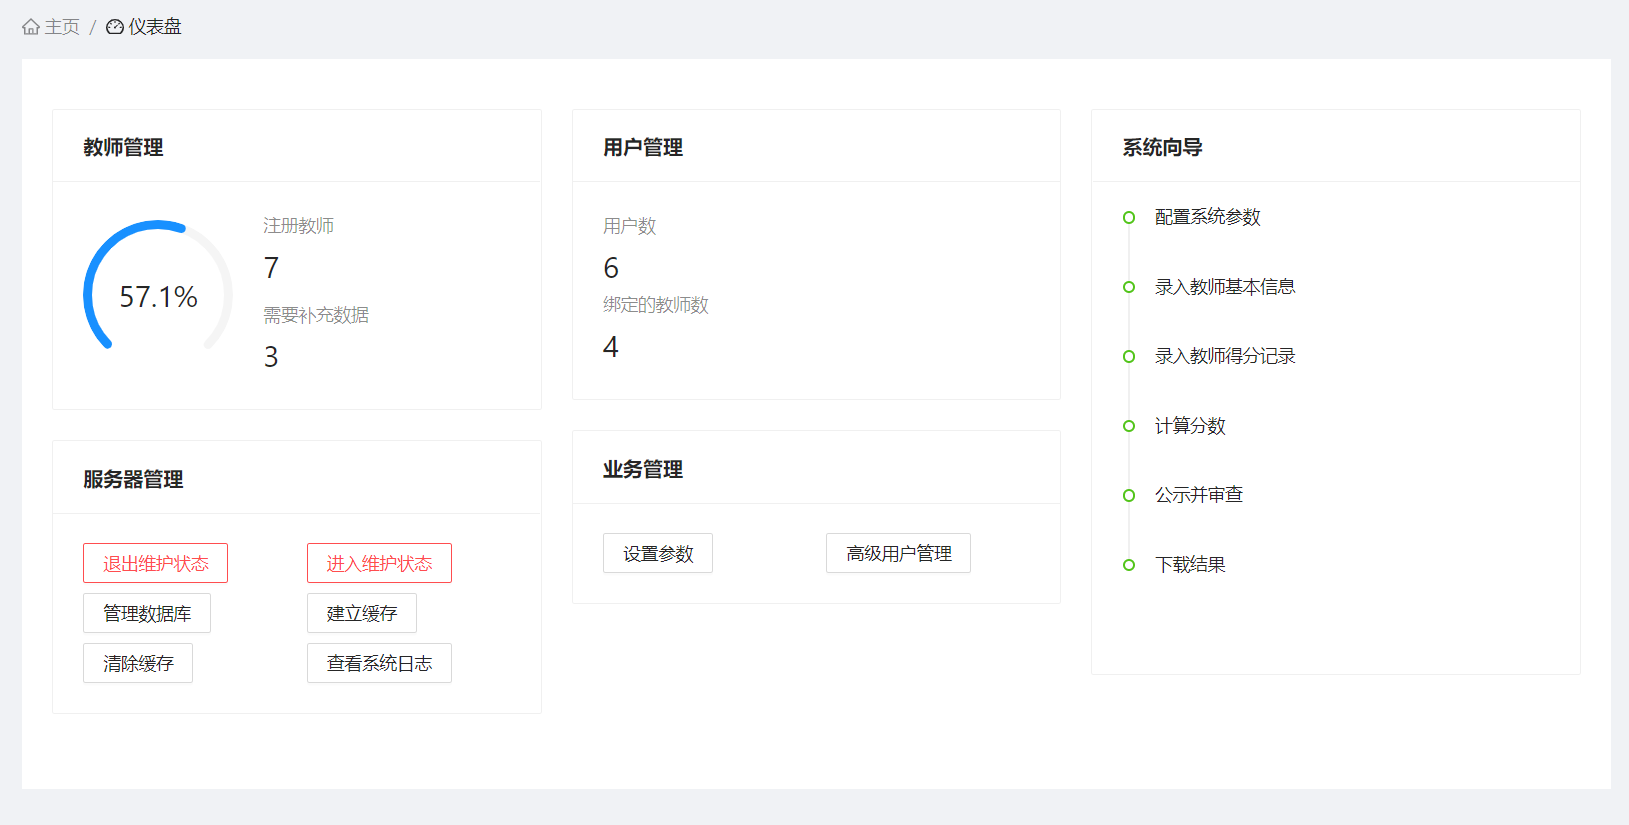 主页 / 仪表盘
教师管理
57.1%
注册教师
7
需要补充数据
3
服务器管理
退出维护状态
进入维护状态
管理数据库
建立缓存
清除缓存
查看系统日志
用户管理
用户数
6
绑定的教师数
4
业务管理
设置参数
高级用户管理
系统向导
配置系统参数
录入教师基本信息
录入教师得分记录
计算分数
公示并审查
下载结果